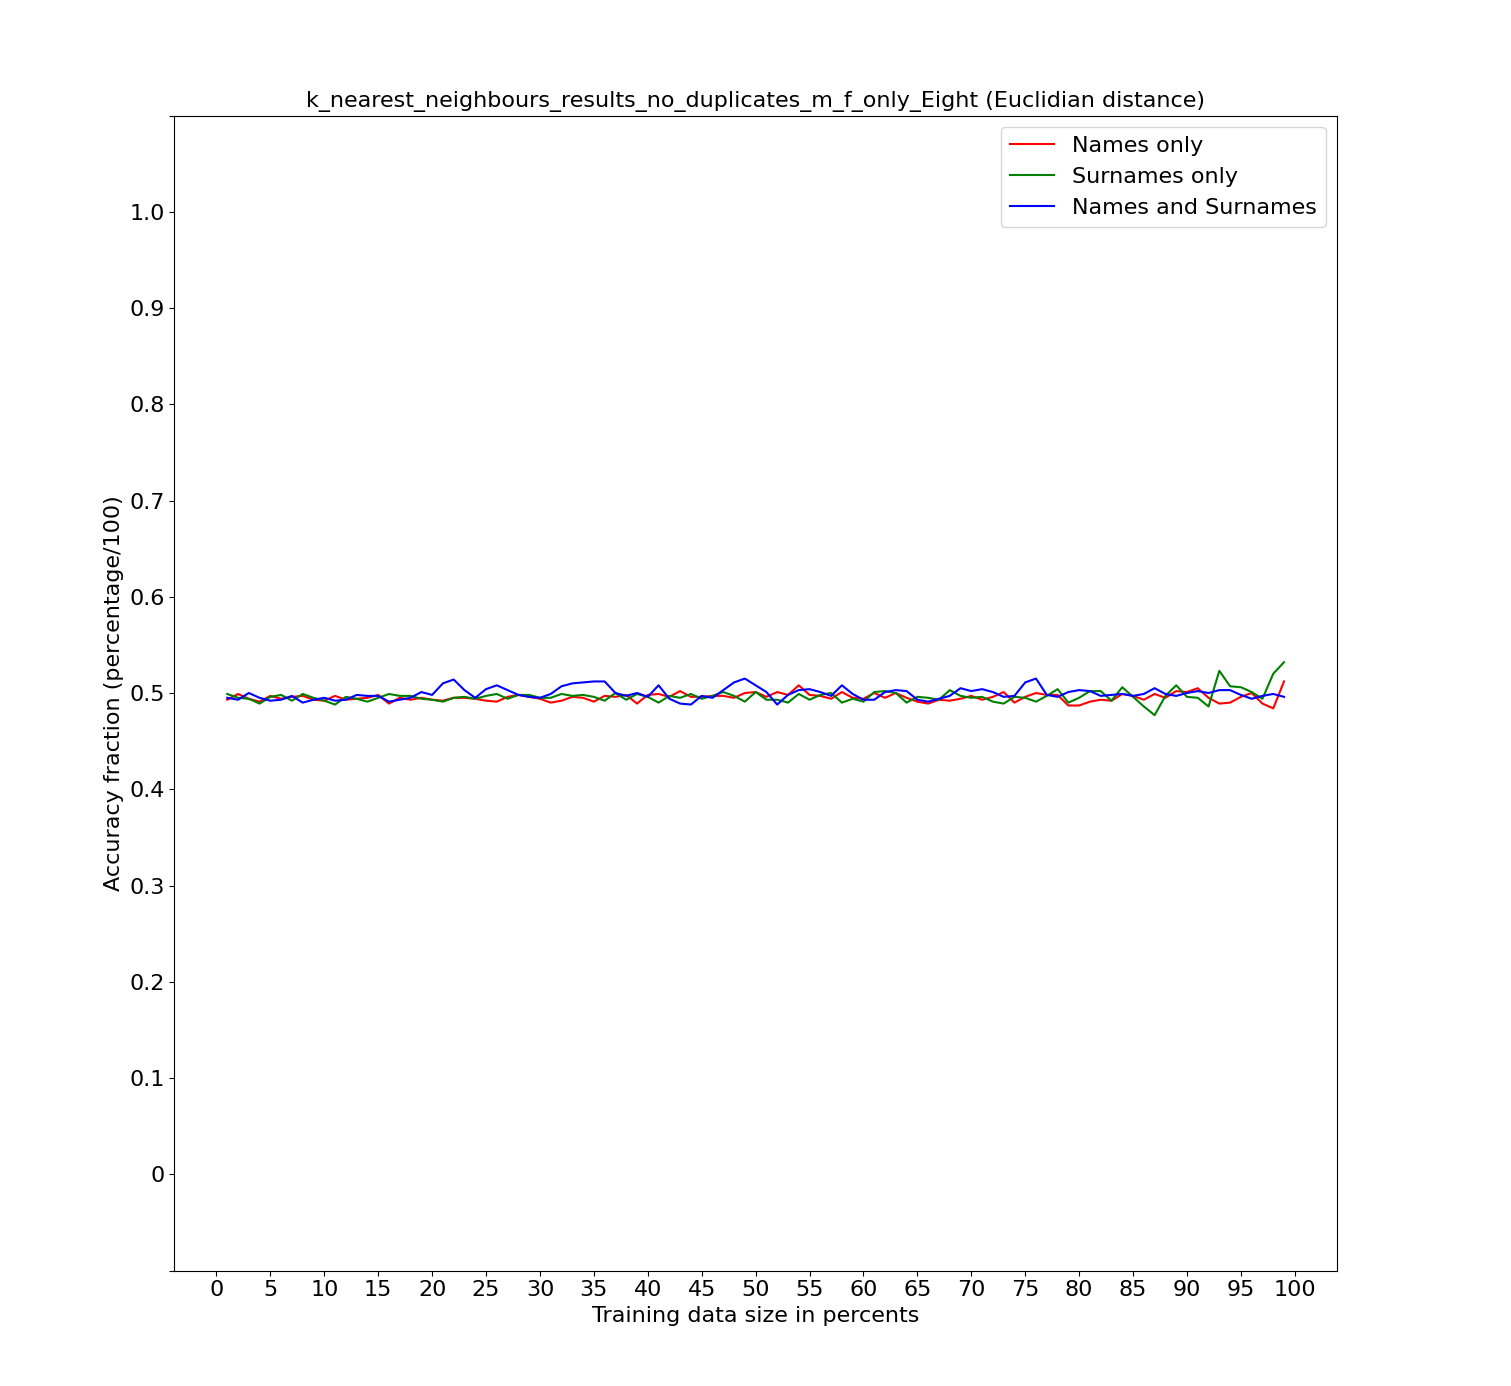 k_nearest_neighbours_results_no_duplicates_m_f_only_Eight (Euclidian distance)
Names only
Surnames only
Names and Surnames
1.0
0.9
0.8
0.7
0.6
0.5
0.4
0.3
0.2
0.1
0
Accuracy fraction (percentage/100)
0 5 10 15 20 25 30 35 40 45 50 55 60 65 70 75 80 85 90 95 100
Training data size in percents